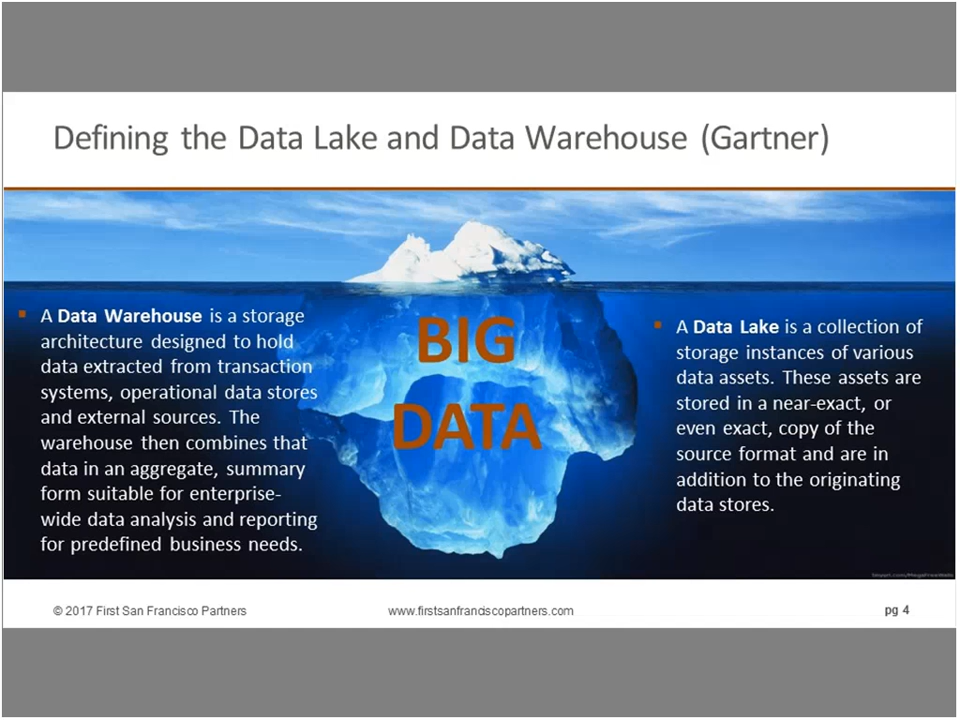 Defining the Data Lake and Data Warehouse (Gartner)
▪ A Data Warehouse is a storage
architecture designed to hold
data extracted from transaction
systems, operational data stores
and external sources. The
warehouse then combines that
data in an aggregate, summary
form suitable for enterprise-
wide data analysis and reporting
for predefined business needs.
BIG
DATA
▪ A Data Lake is a collection of
storage instances of various
data assets. These assets are
stored in a near-exact, or
even exact, copy of the
source format and are in
addition to the originating
data stores.
© 2017 First San Francisco Partners
www.firstsanfranciscopartners.com
pg 4